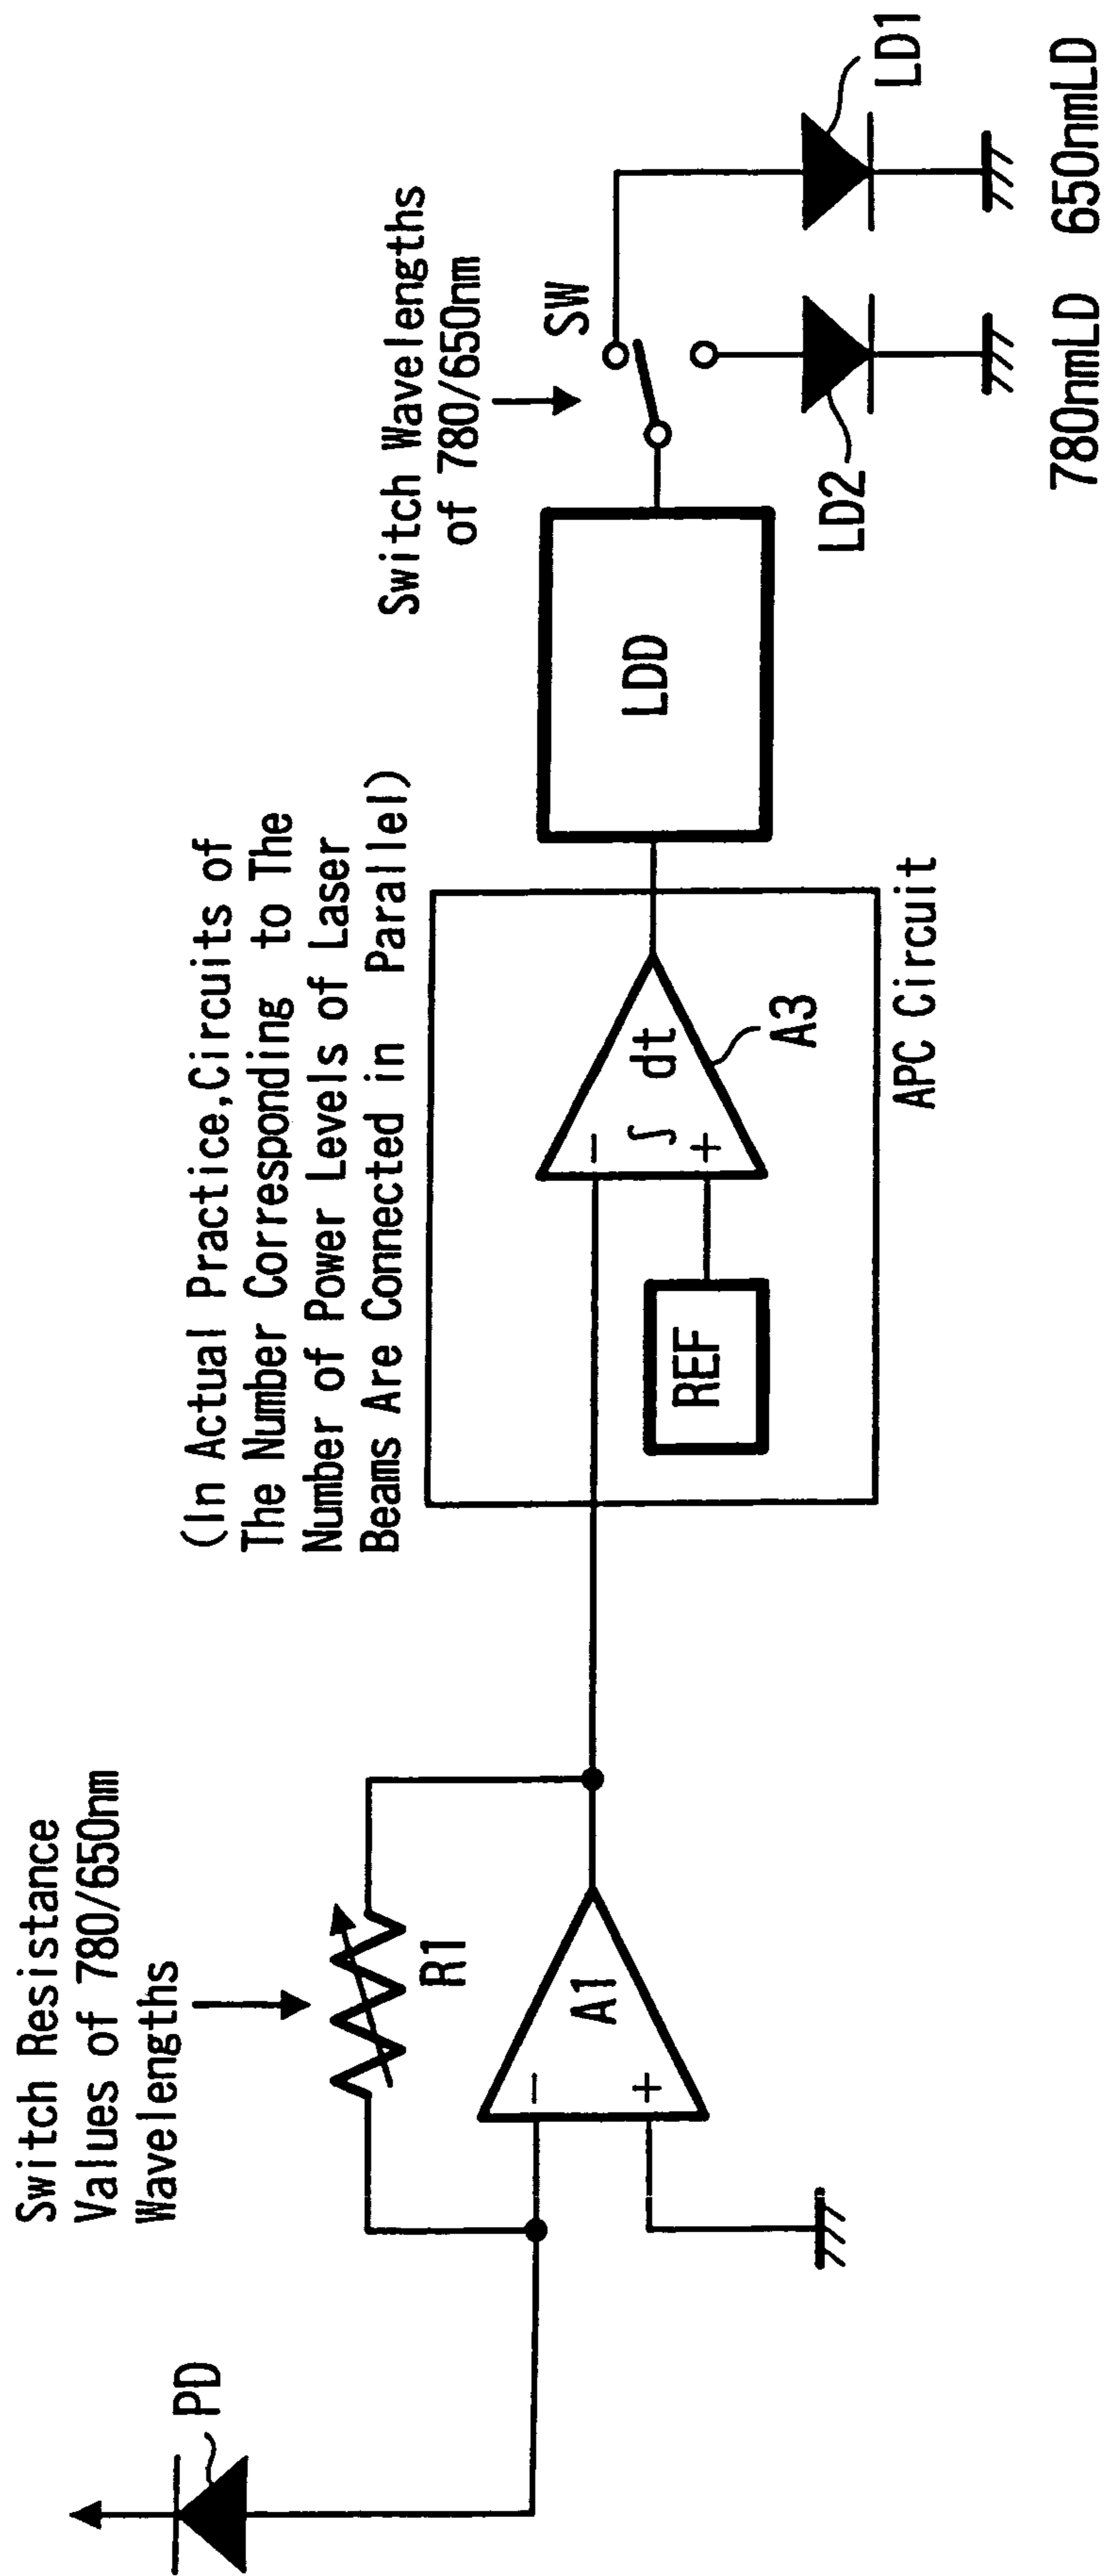 Switch Resistance
Values of 780/650nm
Wavelengths
PD
R1
A1
−
+
(In Actual Practice,Circuits of
The Number Corresponding to The
Number of Power Levels of Laser
Beams Are Connected in Parallel)
REF
−
+
∫ dt
A3
APC Circuit
LDD
Switch Wavelengths
of 780/650nm
SW
LD2
LD1
780nmLD
650nmLD